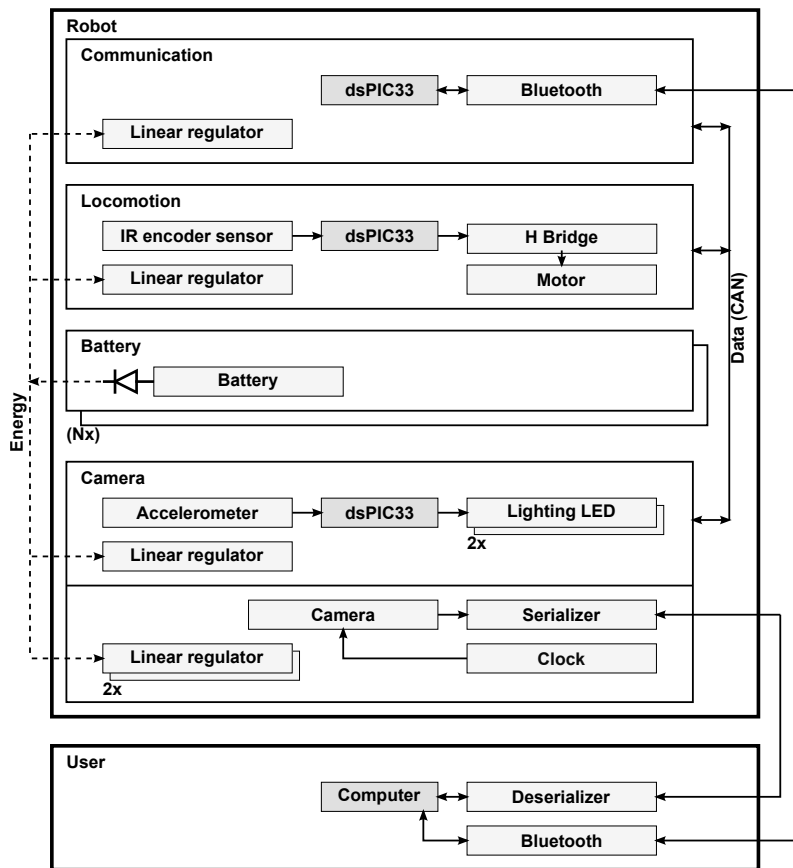 Robot
Communication
dsPIC33
Bluetooth
Linear regulator
Locomotion
IR encoder sensor
dsPIC33
H Bridge
Linear regulator
Motor
Data (CAN)
Battery
Battery
Energy
(Nx)
Camera
Accelerometer
dsPIC33
Lighting LED
2x
Linear regulator
Camera
Serializer
Linear regulator
Clock
2x
User
Computer
Deserializer
Bluetooth